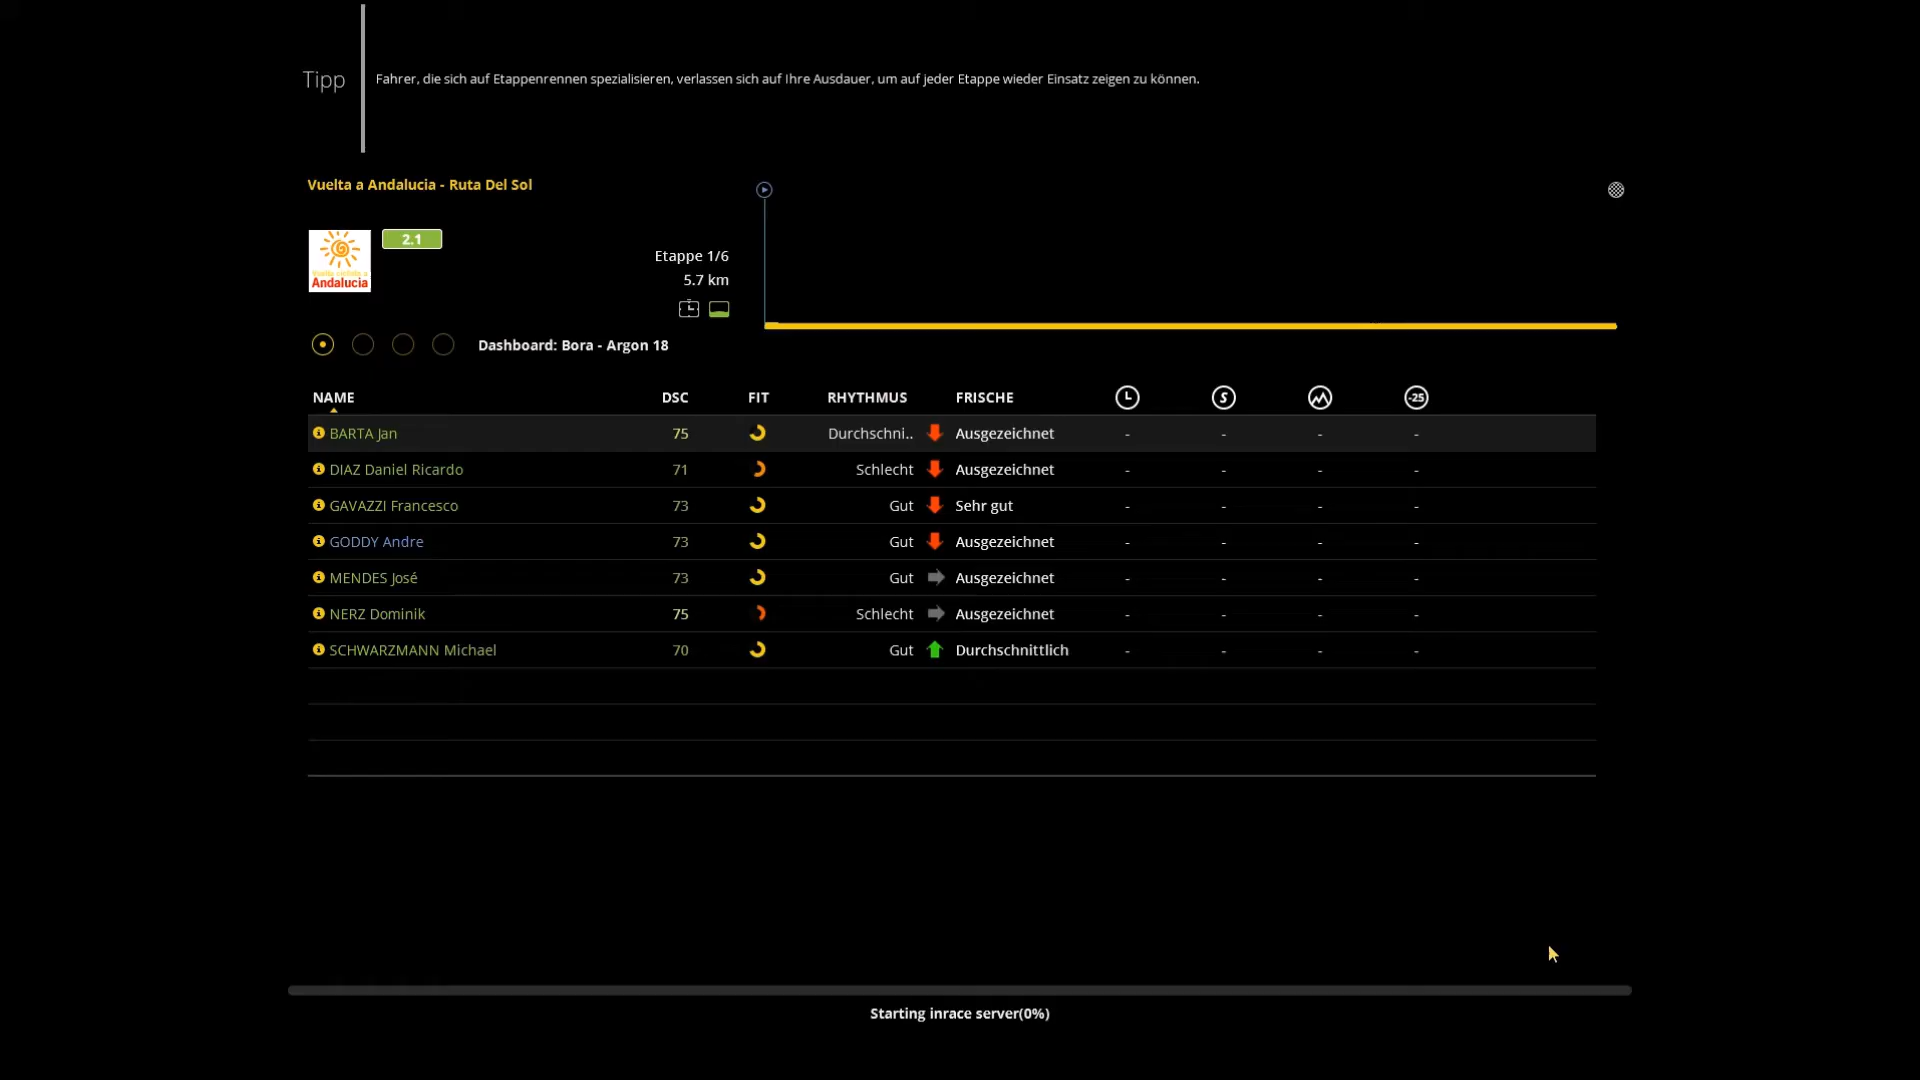 Tipp
Fahrer, die sich auf Etappenrennen spezialisieren, verlassen sich auf Ihre Ausdauer, um auf jeder Etappe wieder Einsatz zeigen zu können.
Vuelta a Andalucia - Ruta Del Sol
2.1
Andalucia
Etappe 1/6
5.7 km
Dashboard: Bora - Argon 18
NAME DSC FIT RHYTHMUS FRISCHE S -25
BARTA Jan 75 Durchschni.. Ausgezeichnet - - - -
DIAZ Daniel Ricardo 71 Schlecht Ausgezeichnet - - - -
GAVAZZI Francesco 73 Gut Sehr gut - - - -
GODDY Andre 73 Gut Ausgezeichnet - - - -
MENDES José 73 Gut Ausgezeichnet - - - -
NERZ Dominik 75 Schlecht Ausgezeichnet - - - -
SCHWARZMANN Michael 70 Gut Durchschnittlich - - - -
Starting inrace server(0%)